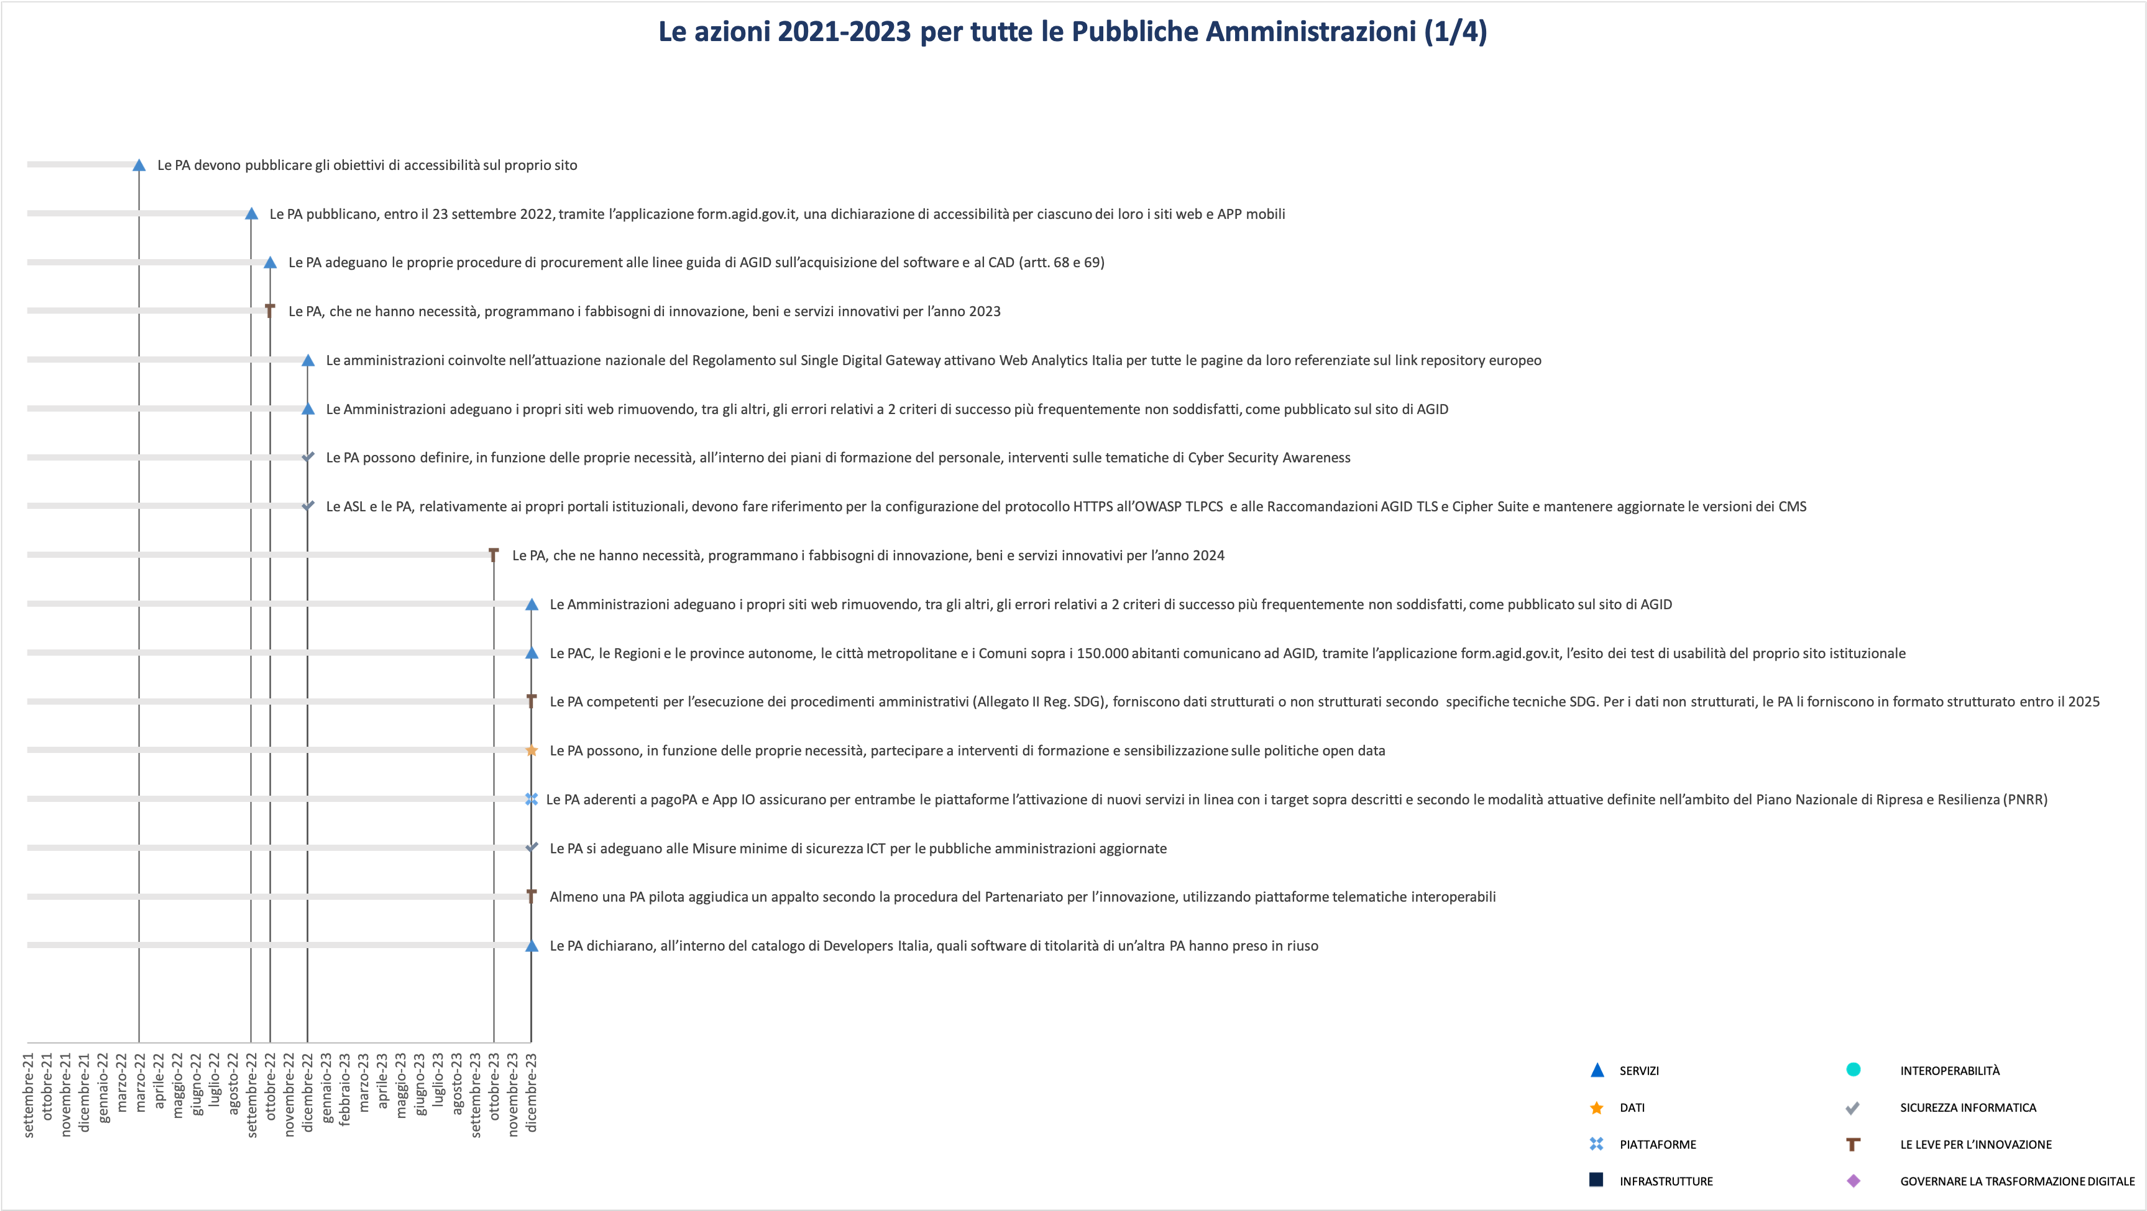 Le azioni 2021-2023 per tutte le Pubbliche Amministrazioni (1/4)
Le PA devono pubblicare gli obiettivi di accessibilità sul proprio sito
Le PA pubblicano, entro il 23 settembre 2022, tramite l’applicazione form.agid.gov.it, una dichiarazione di accessibilità per ciascuno dei loro i siti web e APP mobili
Le PA adeguano le proprie procedure di procurement alle linee guida di AGID sull’acquisizione del software e al CAD (artt. 68 e 69)
Le PA, che ne hanno necessità, programmano i fabbisogni di innovazione, beni e servizi innovativi per l’anno 2023
Le amministrazioni coinvolte nell’attuazione nazionale del Regolamento sul Single Digital Gateway attivano Web Analytics Italia per tutte le pagine da loro referenziate sul link repository europeo
Le Amministrazioni adeguano i propri siti web rimuovendo, tra gli altri, gli errori relativi a 2 criteri di successo più frequentemente non soddisfatti, come pubblicato sul sito di AGID
Le PA possono definire, in funzione delle proprie necessità, all’interno dei piani di formazione del personale, interventi sulle tematiche di Cyber Security Awareness
Le ASL e le PA, relativamente ai propri portali istituzionali, devono fare riferimento per la configurazione del protocollo HTTPS all’OWASP TLPCS e alle Raccomandazioni AGID TLS e Cipher Suite e mantenere aggiornate le versioni dei CMS
Le PA, che ne hanno necessità, programmano i fabbisogni di innovazione, beni e servizi innovativi per l’anno 2024
Le Amministrazioni adeguano i propri siti web rimuovendo, tra gli altri, gli errori relativi a 2 criteri di successo più frequentemente non soddisfatti, come pubblicato sul sito di AGID
Le PAC, le Regioni e le province autonome, le città metropolitane e i Comuni sopra i 150.000 abitanti comunicano ad AGID, tramite l’applicazione form.agid.gov.it, l’esito dei test di usabilità del proprio sito istituzionale
Le PA competenti per l’esecuzione dei procedimenti amministrativi (Allegato II Reg. SDG), forniscono dati strutturati o non strutturati secondo specifiche tecniche SDG. Per i dati non strutturati, le PA li forniscono in formato strutturato entro il 2025
Le PA possono, in funzione delle proprie necessità, partecipare a interventi di formazione e sensibilizzazione sulle politiche open data
Le PA aderenti a pagoPA e App IO assicurano per entrambe le piattaforme l’attivazione di nuovi servizi in linea con i target sopra descritti e secondo le modalità attuative definite nell’ambito del Piano Nazionale di Ripresa e Resilienza (PNRR)
Le PA si adeguano alle Misure minime di sicurezza ICT per le pubbliche amministrazioni aggiornate
Almeno una PA pilota aggiudica un appalto secondo la procedura del Partenariato per l’innovazione, utilizzando piattaforme telematiche interoperabili
Le PA dichiarano, all’interno del catalogo di Developers Italia, quali software di titolarità di un’altra PA hanno preso in riuso
settembre-21
ottobre-21
novembre-21
dicembre-21
gennaio-22
marzo-22
marzo-22
aprile-22
maggio-22
giugno-22
luglio-22
agosto-22
settembre-22
ottobre-22
novembre-22
dicembre-22
gennaio-23
febbraio-23
marzo-23
aprile-23
maggio-23
giugno-23
luglio-23
agosto-23
settembre-23
ottobre-23
novembre-23
dicembre-23
SERVIZI
INTEROPERABILITÀ
DATI
SICUREZZA INFORMATICA
PIATTAFORME
LE LEVE PER L’INNOVAZIONE
INFRASTRUTTURE
GOVERNARE LA TRASFORMAZIONE DIGITALE